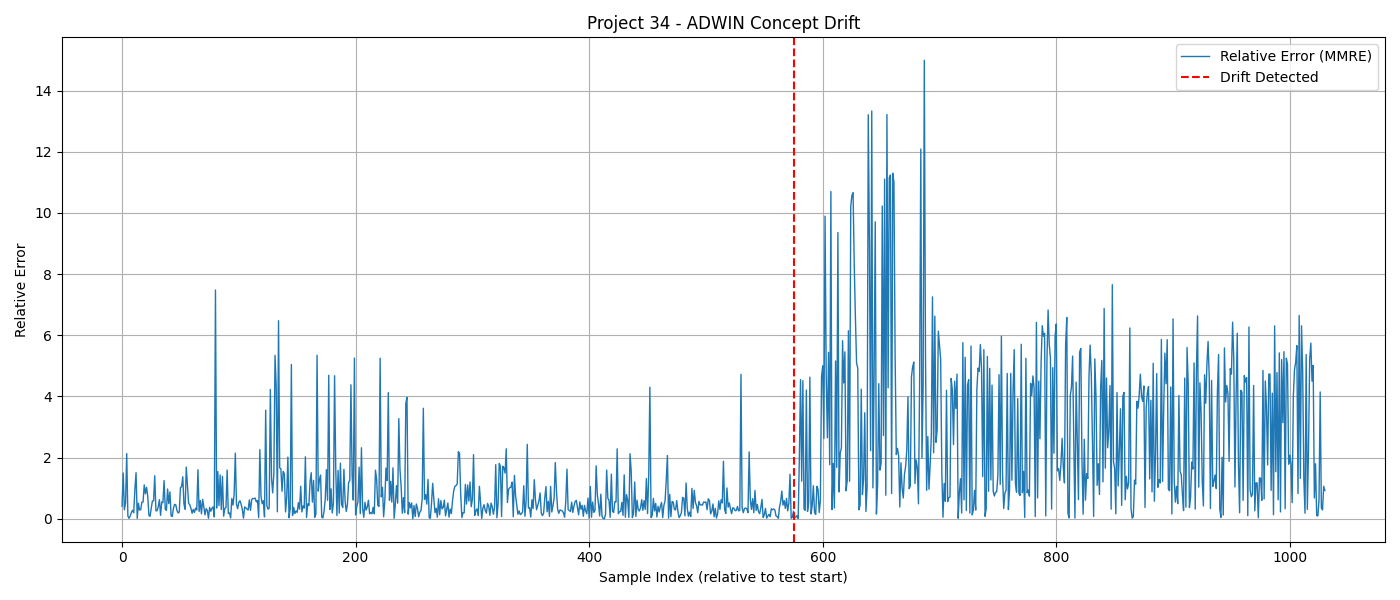 Project 34 - ADWIN Concept Drift
Relative Error (MMRE)
Drift Detected
Relative Error
14
12
10
8
6
4
2
0
0 200 400 600 800 1000
Sample Index (relative to test start)